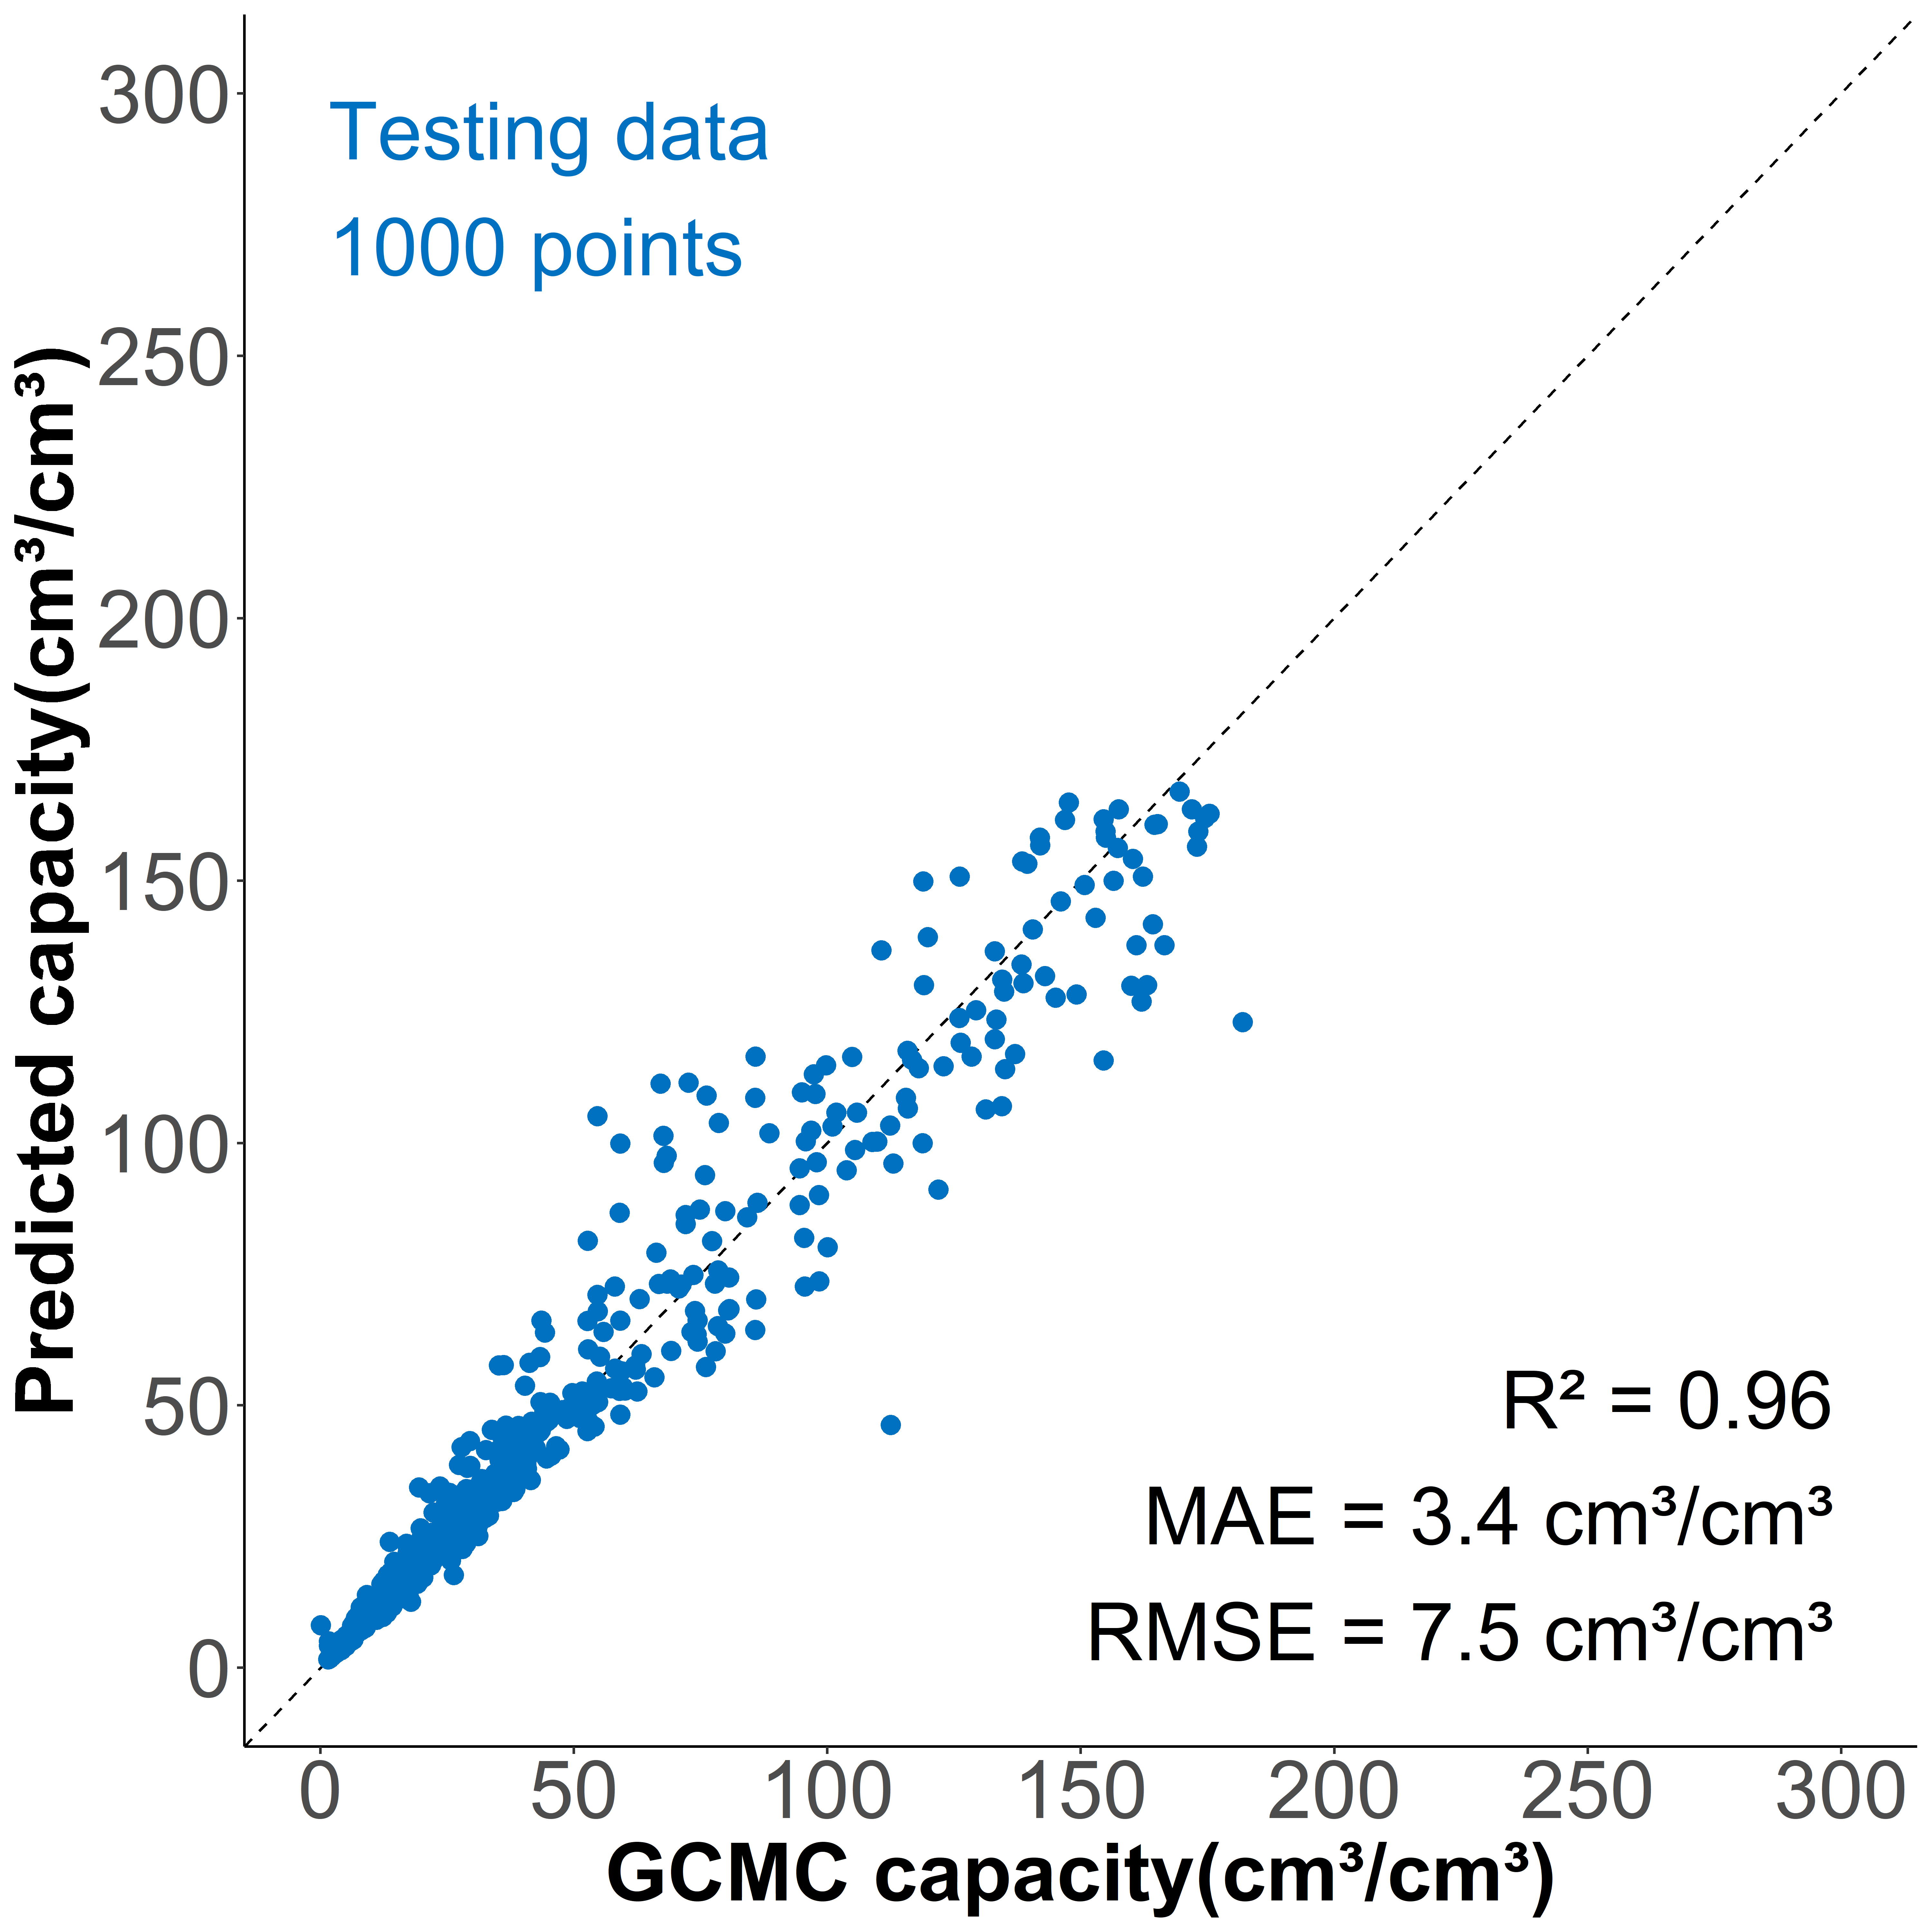 Testing data
1000 points
R² = 0.96
MAE = 3.4 cm³/cm³
RMSE = 7.5 cm³/cm³
Predicted capacity(cm³/cm³)
300
250
200
150
100
50
0
0 50 100 150 200 250 300
GCMC capacity(cm³/cm³)